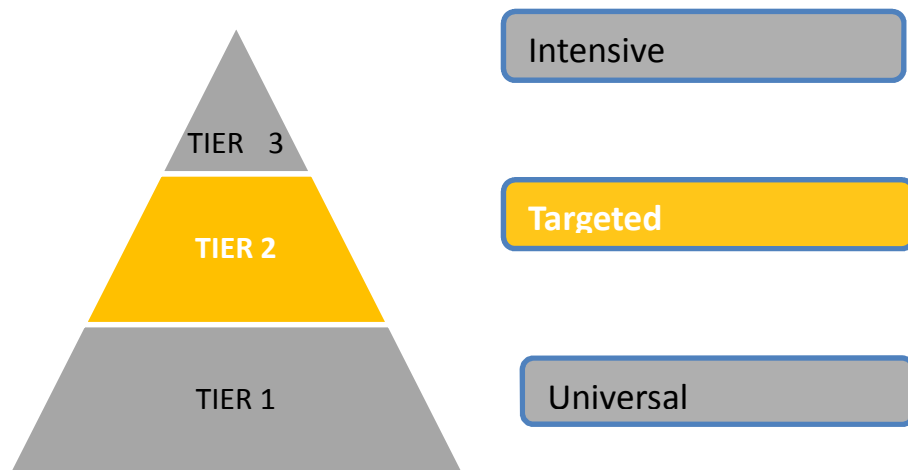 Intensive
TIER 3
Targeted
TIER 2
TIER 1
Universal